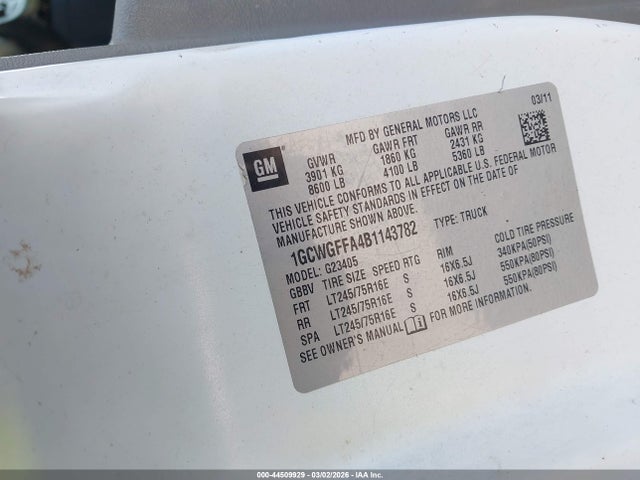 03/11
MFD BY GENERAL MOTORS LLC
GM
GVWR GAWR FRT GAWR RR
3901 KG 1860 KG 2431 KG
8600 LB 4100 LB 5360 LB
THIS VEHICLE CONFORMS TO ALL APPLICABLE U.S. FEDERAL MOTOR
VEHICLE SAFETY STANDARDS IN EFFECT ON THE DATE OF
MANUFACTURE SHOWN ABOVE.
1GCWGFFA4B1143782 TYPE: TRUCK
MODEL: G23405
GBBV TIRE SIZE SPEED RTG RIM COLD TIRE PRESSURE
FRT LT245/75R16E S 16X6.5J 340KPA(50PSI)
RR LT245/75R16E S 16X6.5J 550KPA(80PSI)
SPA LT245/75R16E S 16X6.5J 550KPA(80PSI)
SEE OWNER'S MANUAL FOR MORE INFORMATION.
000-44509929 - 03/02/2026 - IAA Inc.